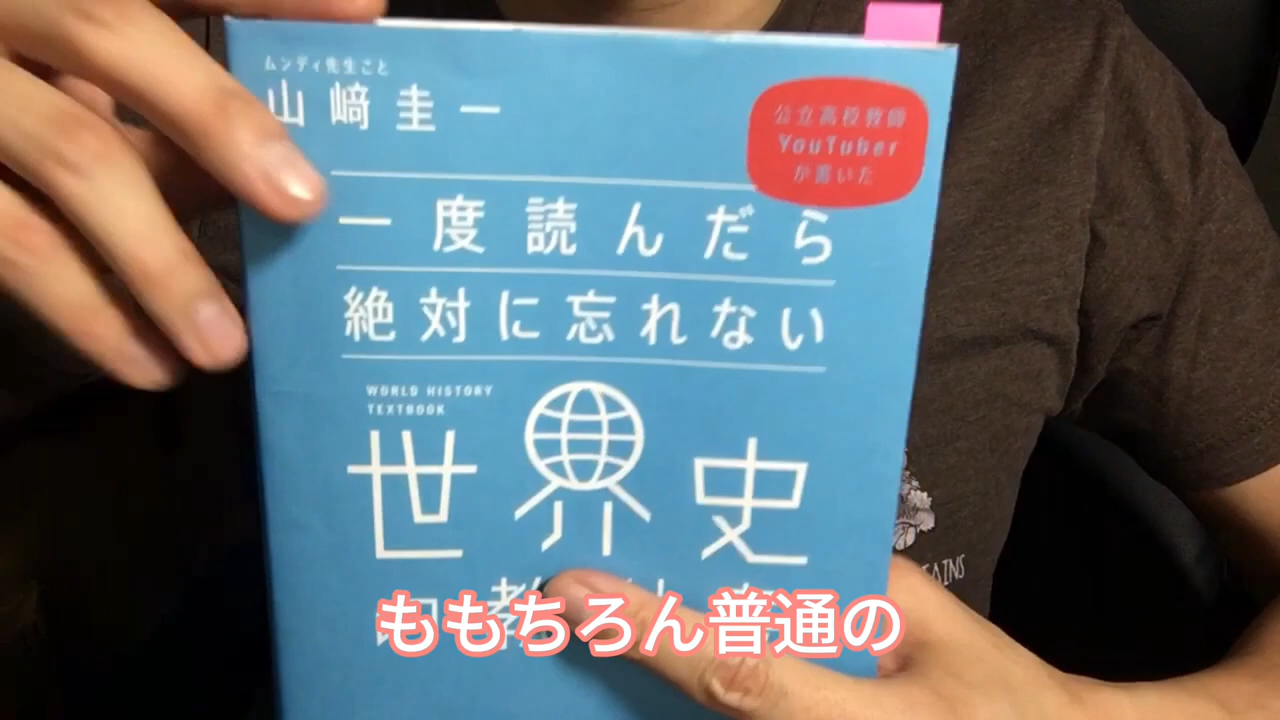 ムンディ先生こと
山﨑圭一
公立高校教師
YouTuber
が書いた
一度読んだら
絶対に忘れない
WORLD HISTORY
TEXTBOOK
世界史
の教
ももちろん普通の